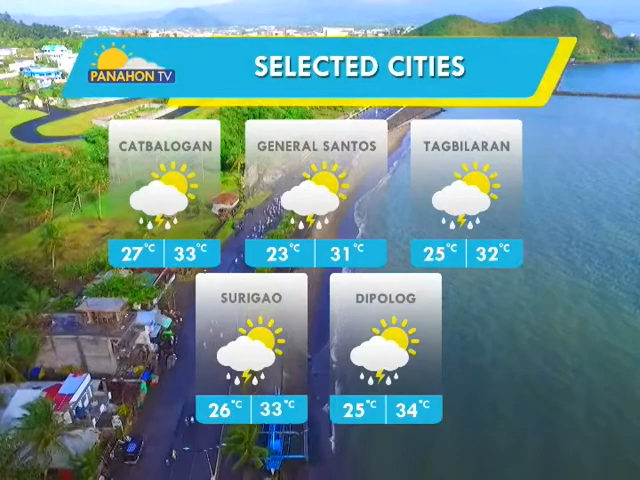 PANAHON TV
SELECTED CITIES
CATBALOGAN
27°C 33°C
GENERAL SANTOS
23°C 31°C
TAGBILARAN
25°C 32°C
SURIGAO
26°C 33°C
DIPOLOG
25°C 34°C